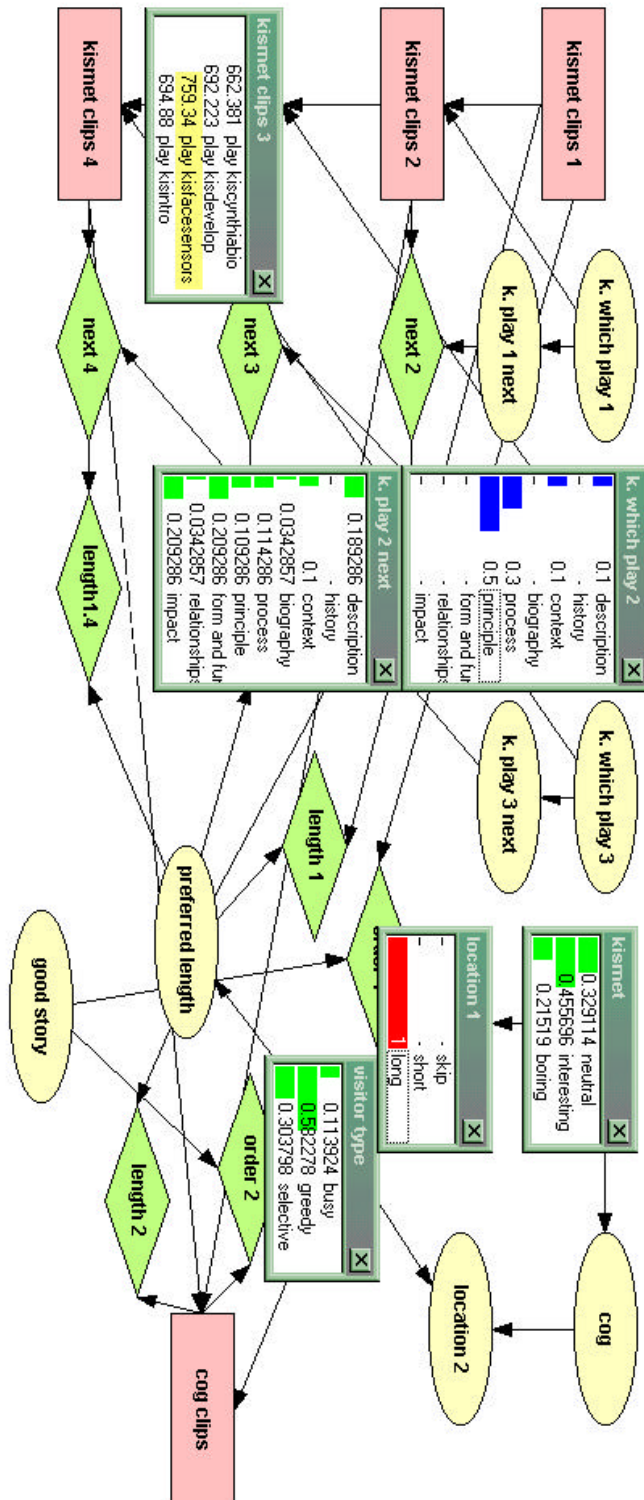 k. which play 1
k. which play 2
0.1 description
- history
0.1 context
- biography
0.3 process
0.5 principle
- form and fur
- relationships
- impact
k. which play 3
kismet
0.329114 neutral
0.455696 interesting
0.21519 boring
cog
kismet clips 1
k. play 1 next
k. play 3 next
location 1
- skip
- short
1 long
location 2
kismet clips 2
next 2
k. play 2 next
0.189286 description
- history
0.1 context
0.0342857 biography
0.114286 process
0.109286 principle
0.209286 form and fur
0.0342857 relationships
0.209286 impact
length 1
visitor type
0.113924 busy
0.582278 greedy
0.303798 selective
kismet clips 3
662.381 play kiscynthiabio
692.223 play kisdevelop
759.34 play kisfacesensors
694.88 play kisintro
next 3
order 2
preferred length
cog clips
kismet clips 4
next 4
length1.4
length 2
good story